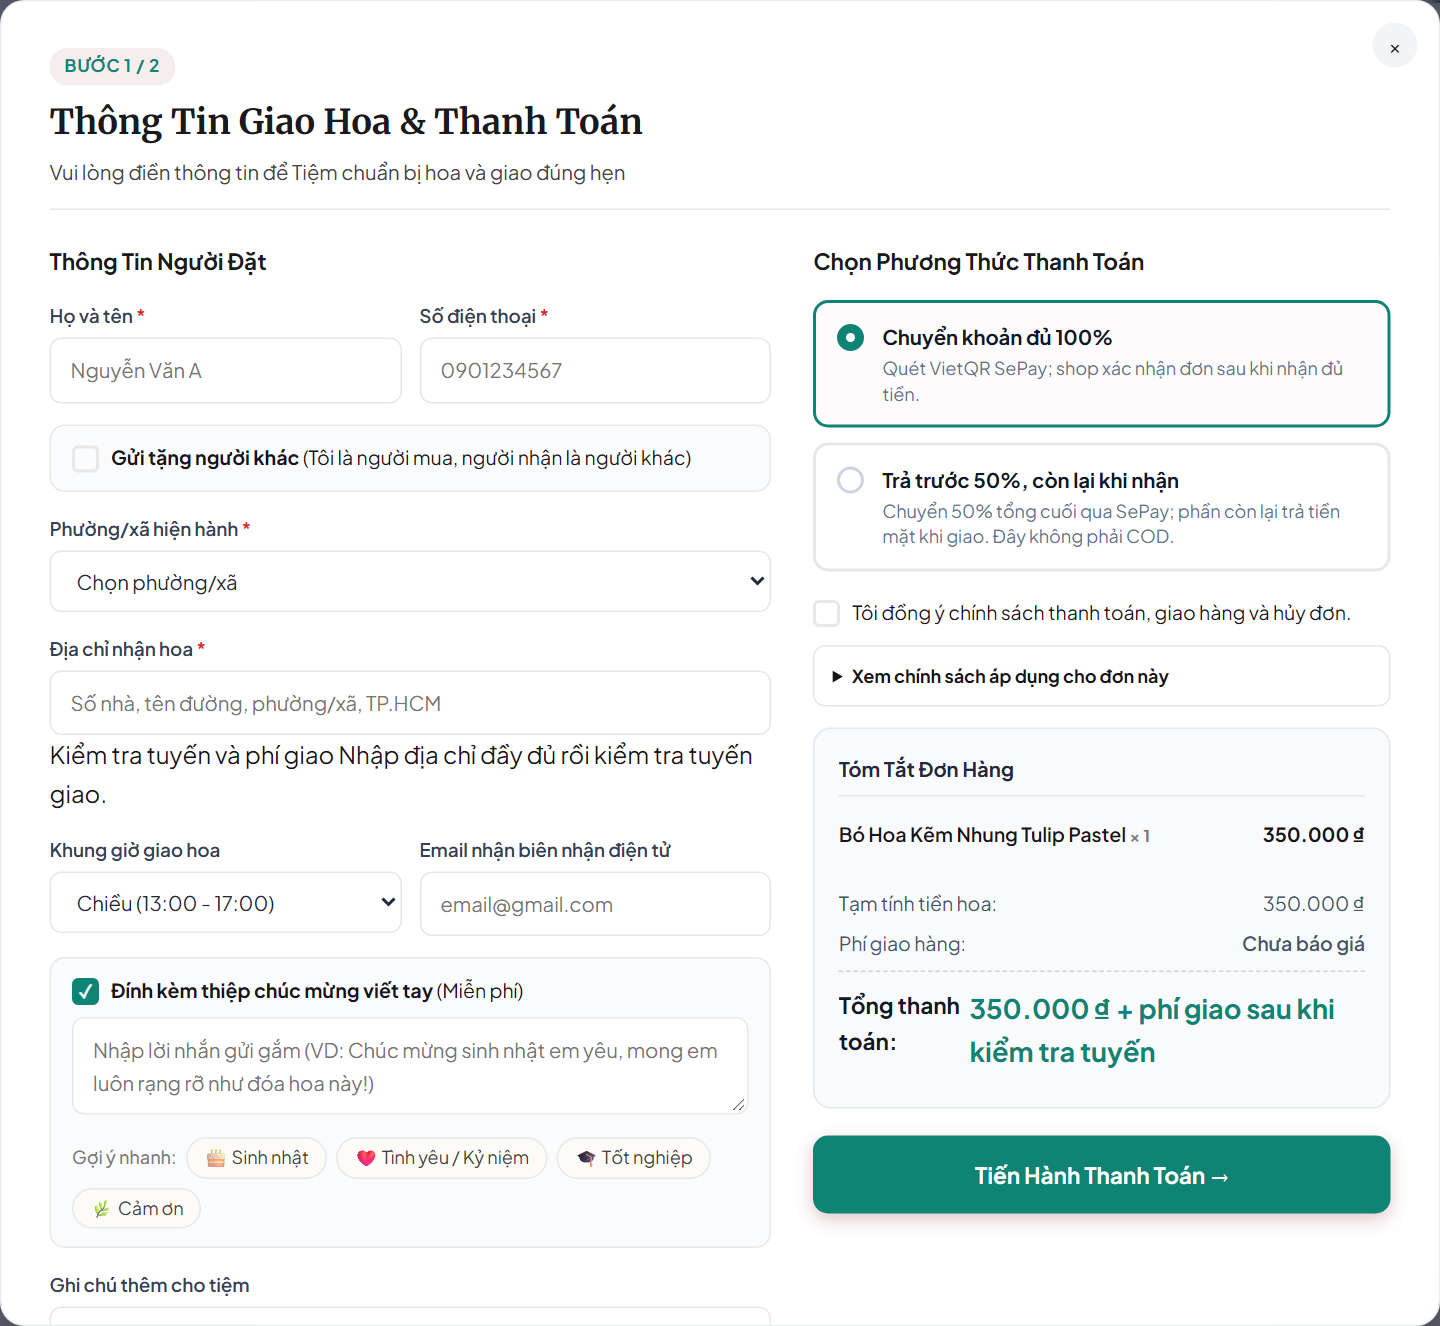 ×
BƯỚC 1 / 2
Thông Tin Giao Hoa & Thanh Toán
Vui lòng điền thông tin để Tiệm chuẩn bị hoa và giao đúng hẹn
Thông Tin Người Đặt
Họ và tên *
Số điện thoại *
Nguyễn Văn A
0901234567
Gửi tặng người khác (Tôi là người mua, người nhận là người khác)
Phường/xã hiện hành *
Chọn phường/xã
Địa chỉ nhận hoa *
Số nhà, tên đường, phường/xã, TP.HCM
Kiểm tra tuyến và phí giao Nhập địa chỉ đầy đủ rồi kiểm tra tuyến
giao.
Khung giờ giao hoa
Email nhận biên nhận điện tử
Chiều (13:00 - 17:00)
email@gmail.com
Đính kèm thiệp chúc mừng viết tay (Miễn phí)
Nhập lời nhắn gửi gắm (VD: Chúc mừng sinh nhật em yêu, mong em
luôn rạng rỡ như đóa hoa này!)
Gợi ý nhanh: 🎂 Sinh nhật 💖 Tình yêu / Kỷ niệm 🎓 Tốt nghiệp
🌿 Cảm ơn
Ghi chú thêm cho tiệm
Chọn Phương Thức Thanh Toán
Chuyển khoản đủ 100%
Quét VietQR SePay; shop xác nhận đơn sau khi nhận đủ
tiền.
Trả trước 50%, còn lại khi nhận
Chuyển 50% tổng cuối qua SePay; phần còn lại trả tiền
mặt khi giao. Đây không phải COD.
Tôi đồng ý chính sách thanh toán, giao hàng và hủy đơn.
▶ Xem chính sách áp dụng cho đơn này
Tóm Tắt Đơn Hàng
Bó Hoa Kẽm Nhung Tulip Pastel × 1 350.000 ₫
Tạm tính tiền hoa: 350.000 ₫
Phí giao hàng: Chưa báo giá
Tổng thanh
toán:
350.000 ₫ + phí giao sau khi
kiểm tra tuyến
Tiến Hành Thanh Toán →